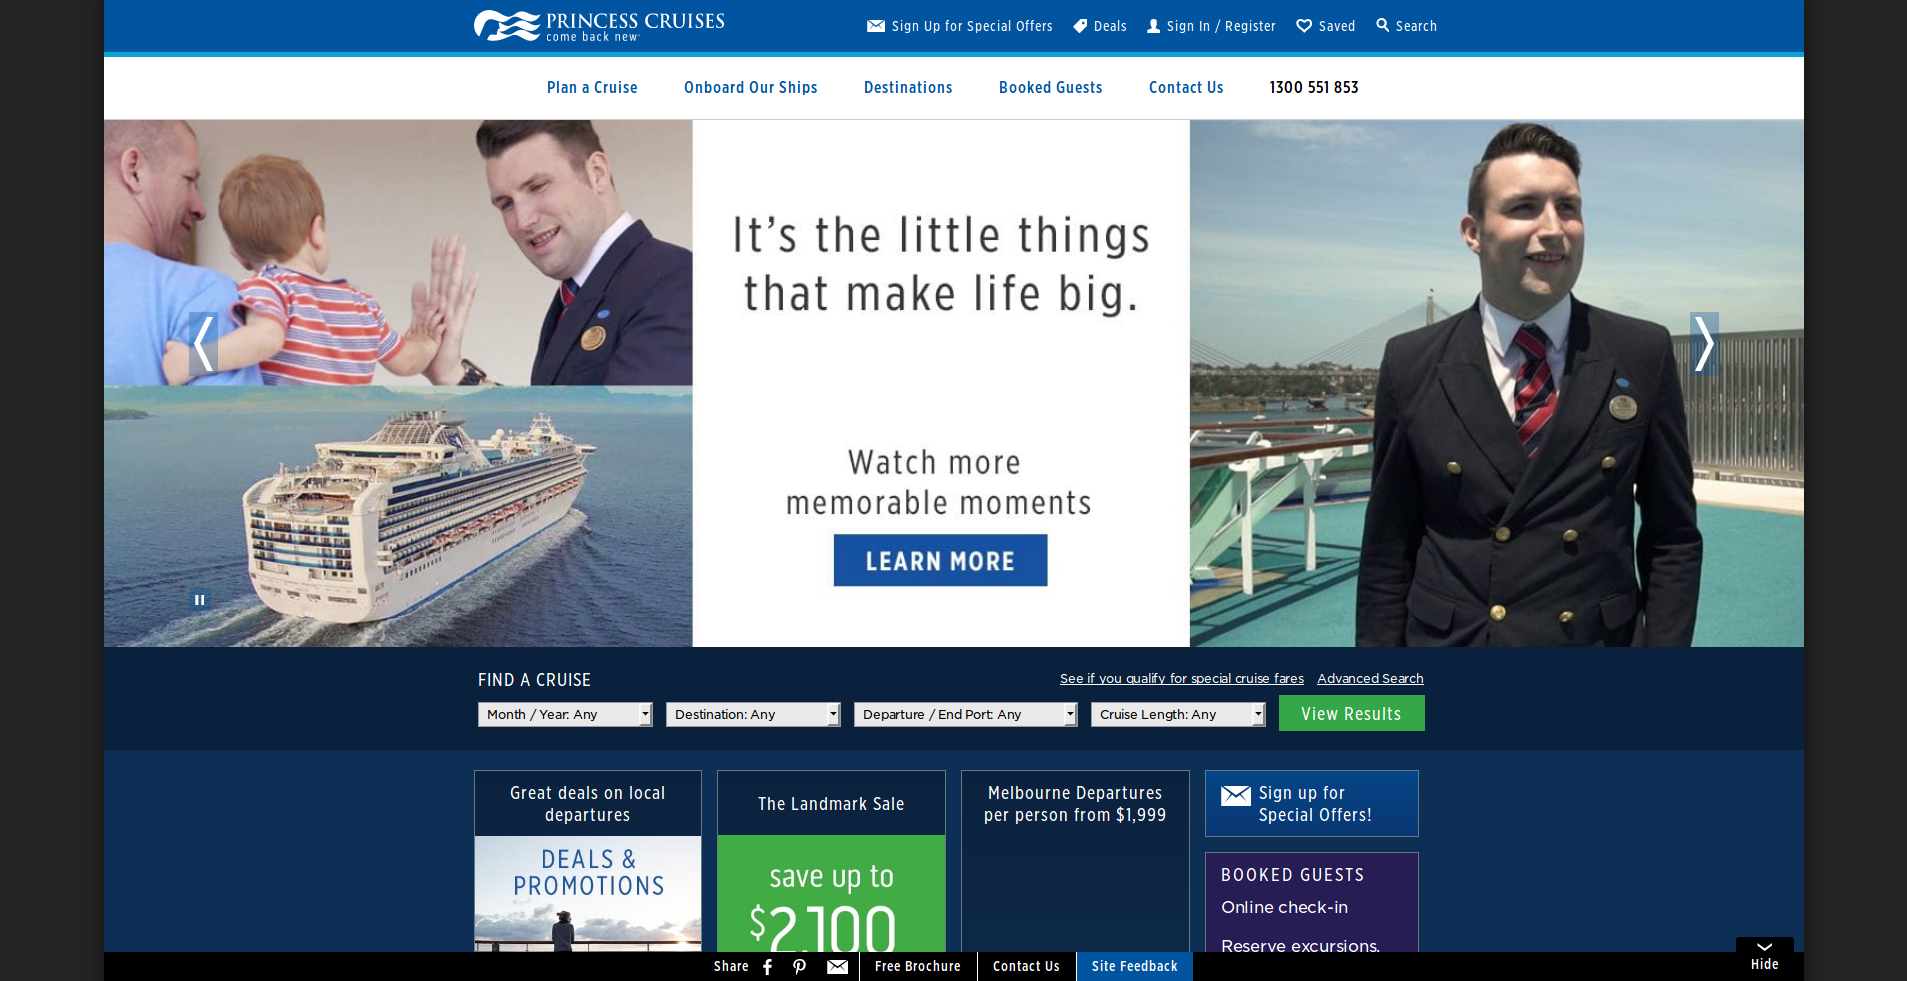 PRINCESS CRUISES
come back new
Sign Up for Special Offers
Deals
Sign In / Register
Saved
Search
Plan a Cruise
Onboard Our Ships
Destinations
Booked Guests
Contact Us
1300 551 853
It's the little things
that make life big.
Watch more
memorable moments
LEARN MORE
FIND A CRUISE
See if you qualify for special cruise fares
Advanced Search
Month / Year: Any
Destination: Any
Departure / End Port: Any
Cruise Length: Any
View Results
Great deals on local
departures
DEALS &
PROMOTIONS
The Landmark Sale
save up to
$2,100
Melbourne Departures
per person from $1,999
Sign up for
Special Offers!
BOOKED GUESTS
Online check-in
Reserve excursions,
Share
Free Brochure
Contact Us
Site Feedback
Hide